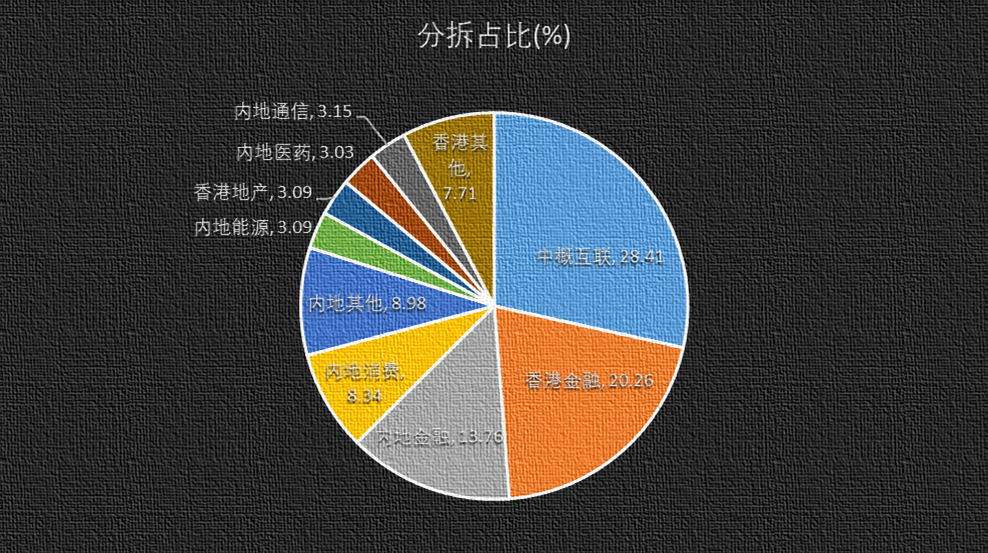 分拆占比(%)
内地通信, 3.15
内地医药, 3.03
香港地产, 3.09
内地能源, 3.09
香港其
他,
7.71
中概互联, 28.41
内地其他, 8.98
内地消费,
8.34
香港金融, 20.26
内地金融, 13.76